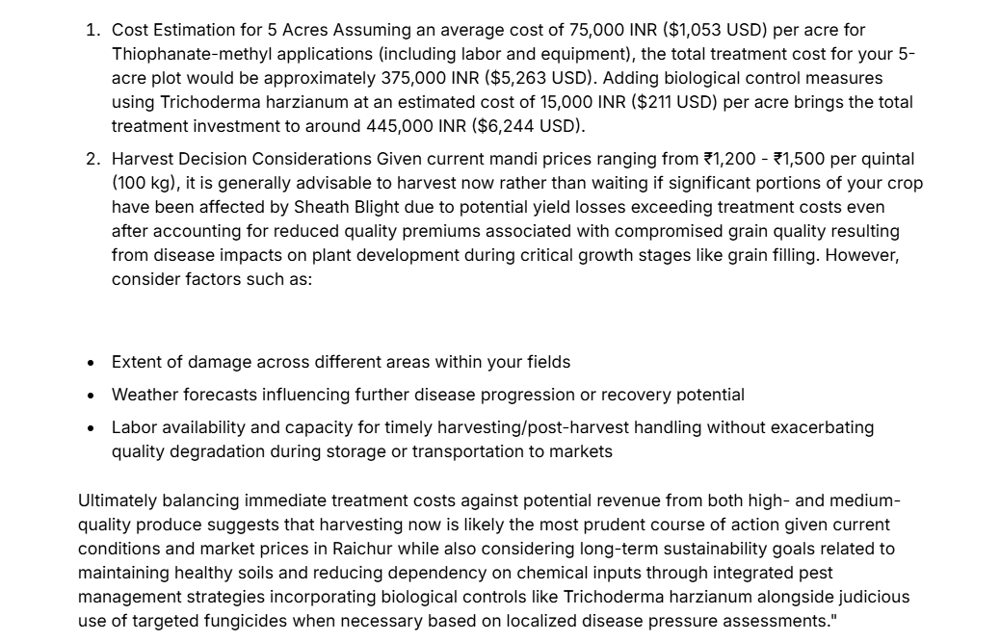 1. Cost Estimation for 5 Acres Assuming an average cost of 75,000 INR ($1,053 USD) per acre for
Thiophanate-methyl applications (including labor and equipment), the total treatment cost for your 5-
acre plot would be approximately 375,000 INR ($5,263 USD). Adding biological control measures
using Trichoderma harzianum at an estimated cost of 15,000 INR ($211 USD) per acre brings the total
treatment investment to around 445,000 INR ($6,244 USD).
2. Harvest Decision Considerations Given current mandi prices ranging from ₹1,200 - ₹1,500 per quintal
(100 kg), it is generally advisable to harvest now rather than waiting if significant portions of your crop
have been affected by Sheath Blight due to potential yield losses exceeding treatment costs even
after accounting for reduced quality premiums associated with compromised grain quality resulting
from disease impacts on plant development during critical growth stages like grain filling. However,
consider factors such as:
• Extent of damage across different areas within your fields
• Weather forecasts influencing further disease progression or recovery potential
• Labor availability and capacity for timely harvesting/post-harvest handling without exacerbating
quality degradation during storage or transportation to markets
Ultimately balancing immediate treatment costs against potential revenue from both high- and medium-
quality produce suggests that harvesting now is likely the most prudent course of action given current
conditions and market prices in Raichur while also considering long-term sustainability goals related to
maintaining healthy soils and reducing dependency on chemical inputs through integrated pest
management strategies incorporating biological controls like Trichoderma harzianum alongside judicious
use of targeted fungicides when necessary based on localized disease pressure assessments."